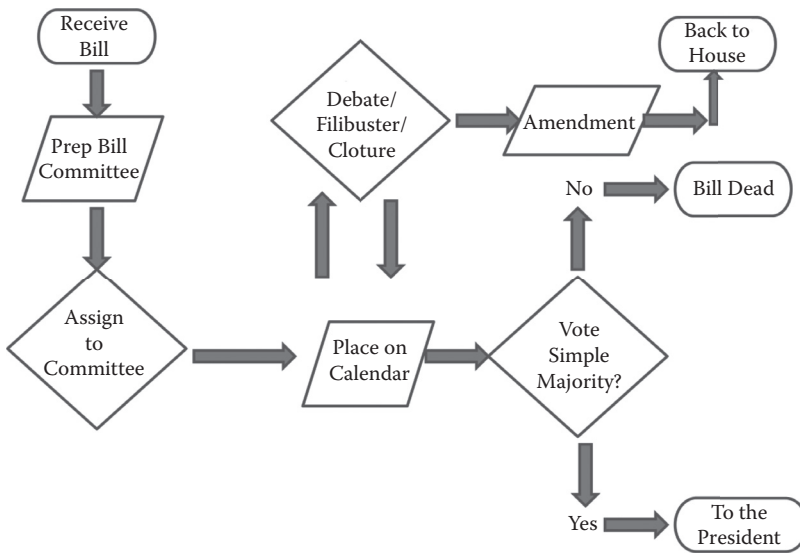 Receive
Bill
Prep Bill
Committee
Assign
to
Committee
Debate/
Filibuster/
Cloture
Amendment
Back to
House
Place on
Calendar
Vote
Simple
Majority?
No
Bill Dead
Yes
To the
President